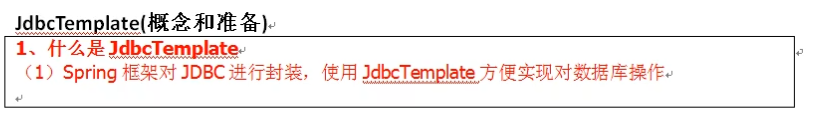 JdbcTemplate(概念和准备)
1、什么是 JdbcTemplate
（1）Spring 框架对 JDBC 进行封装，使用 JdbcTemplate 方便实现对数据库操作